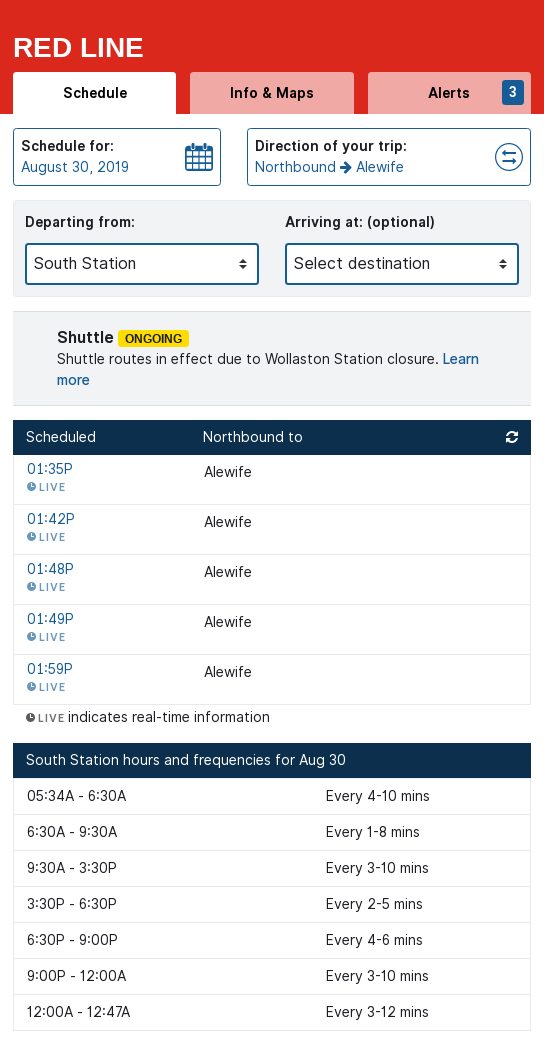 RED LINE
Schedule
Info & Maps
Alerts
3
Schedule for:
August 30, 2019
Direction of your trip:
Northbound Alewife
Departing from:
South Station
Arriving at: (optional)
Select destination
Shuttle ONGOING
Shuttle routes in effect due to Wollaston Station closure. Learn
more
Scheduled Northbound to
01:35P Alewife
LIVE
01:42P Alewife
LIVE
01:48P Alewife
LIVE
01:49P Alewife
LIVE
01:59P Alewife
LIVE
LIVE indicates real-time information
South Station hours and frequencies for Aug 30
05:34A - 6:30A Every 4-10 mins
6:30A - 9:30A Every 1-8 mins
9:30A - 3:30P Every 3-10 mins
3:30P - 6:30P Every 2-5 mins
6:30P - 9:00P Every 4-6 mins
9:00P - 12:00A Every 3-10 mins
12:00A - 12:47A Every 3-12 mins